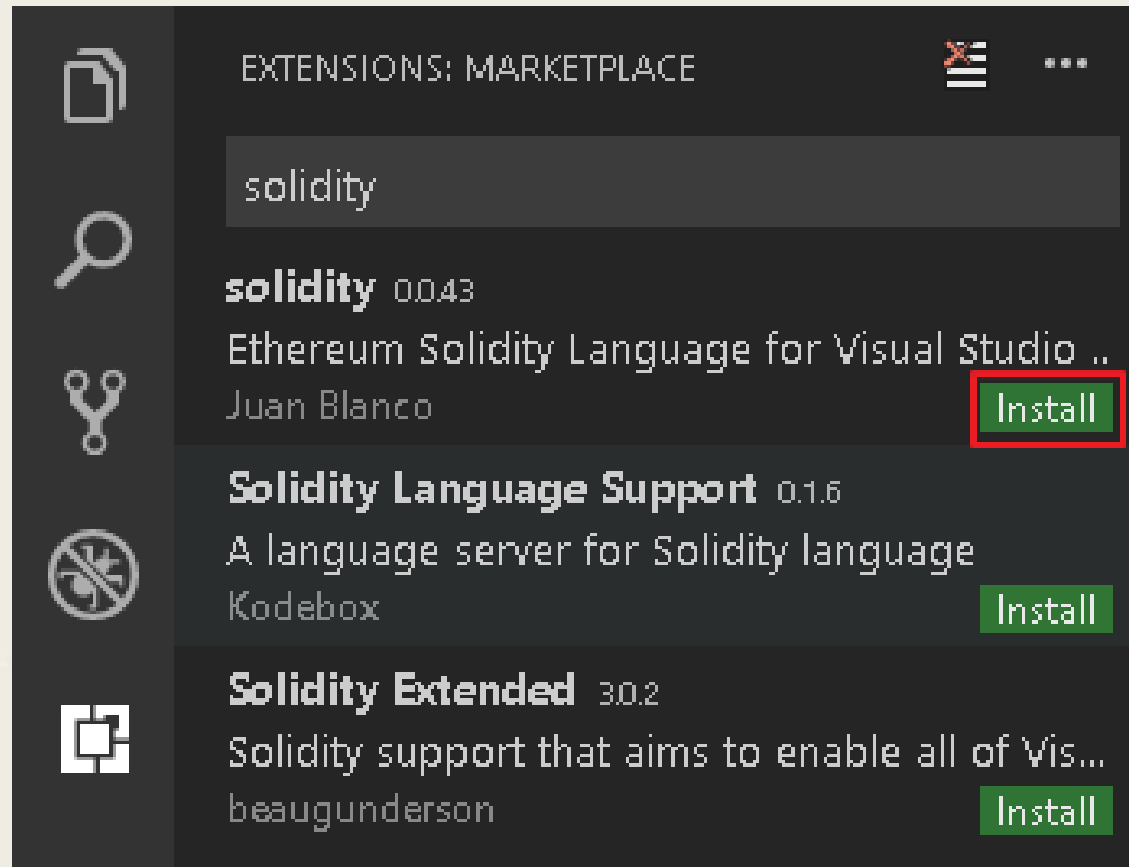 EXTENSIONS: MARKETPLACE
solidity
solidity 0.0.43
Ethereum Solidity Language for Visual Studio ..
Juan Blanco Install
Solidity Language Support 0.1.6
A language server for Solidity language
Kodebox Install
Solidity Extended 3.0.2
Solidity support that aims to enable all of Vis...
beaugunderson Install